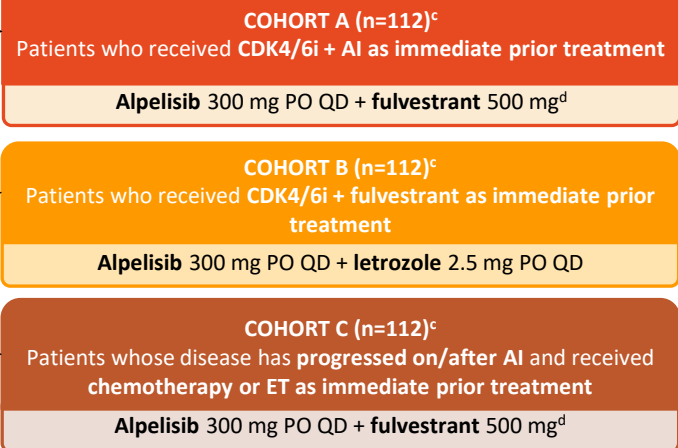 COHORT A (n=112)ᶜ
Patients who received CDK4/6i + AI as immediate prior treatment
Alpelisib 300 mg PO QD + fulvestrant 500 mgᵈ
COHORT B (n=112)ᶜ
Patients who received CDK4/6i + fulvestrant as immediate prior
treatment
Alpelisib 300 mg PO QD + letrozole 2.5 mg PO QD
COHORT C (n=112)ᶜ
Patients whose disease has progressed on/after AI and received
chemotherapy or ET as immediate prior treatment
Alpelisib 300 mg PO QD + fulvestrant 500 mgᵈ